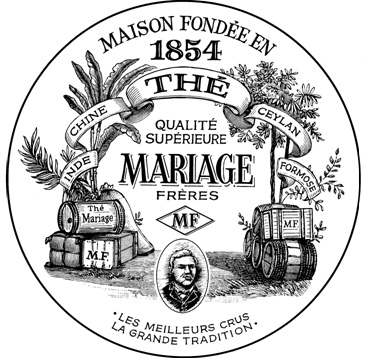 MAISON FONDÉE EN
1854
THÉ
CHINE
INDE
CEYLAN
FORMOSE
QUALITÉ
SUPÉRIEURE
MARIAGE
FRÈRES
MF
Thé
Mariage
M.F
MF
• LES MEILLEURS CRUS
LA GRANDE TRADITION •